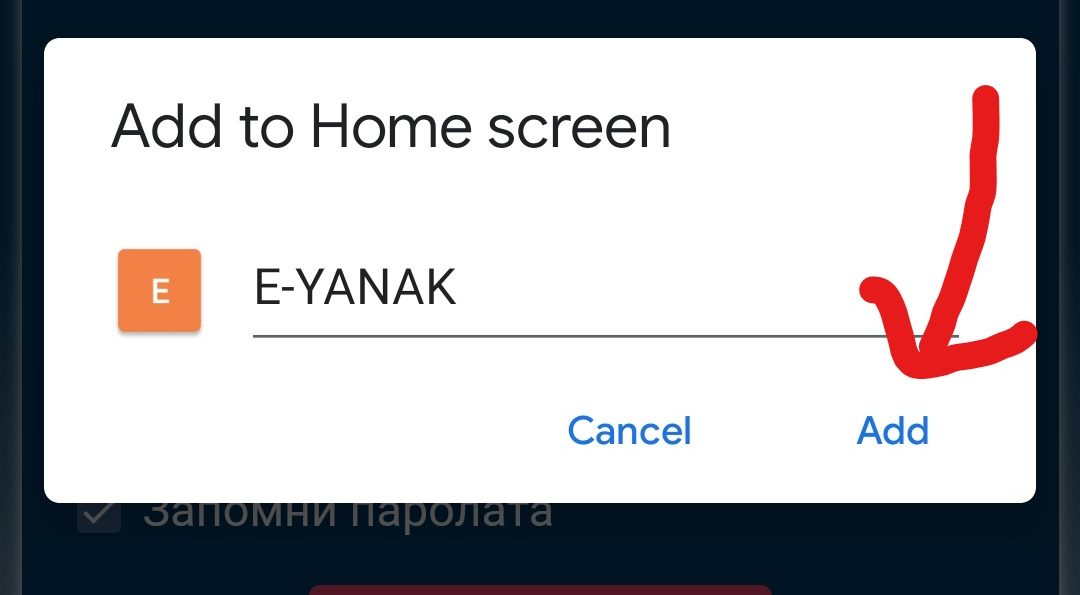 Add to Home screen
E
E-YANAK
Cancel
Add
Запомни паролата